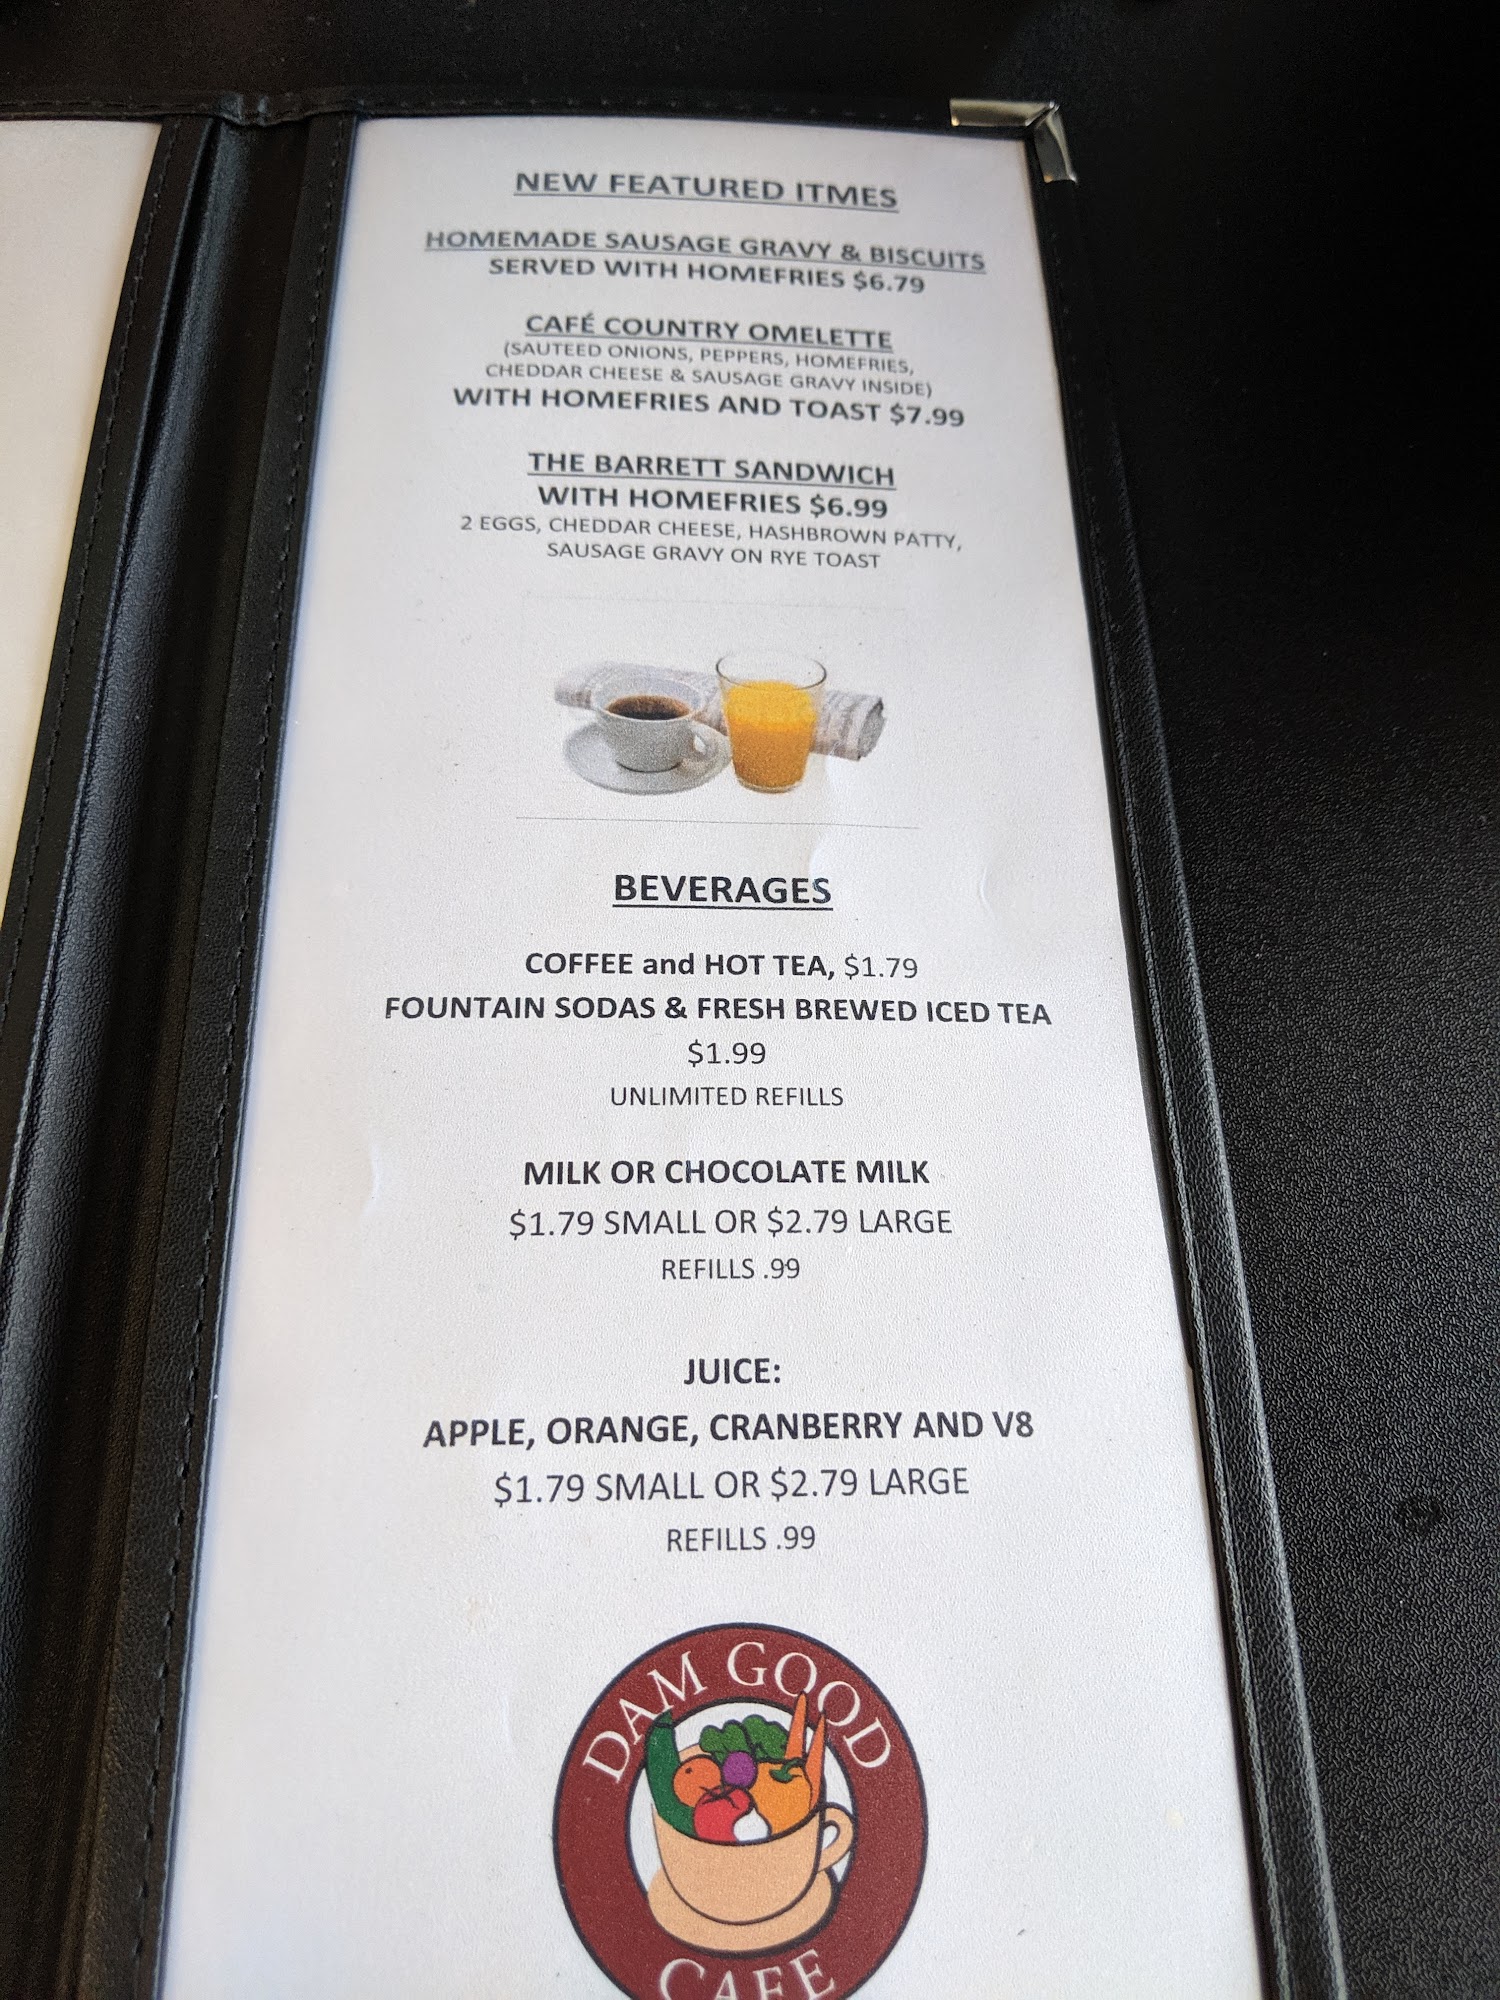 NEW FEATURED ITMES
HOMEMADE SAUSAGE GRAVY & BISCUITS
SERVED WITH HOMEFRIES $6.79
CAFÉ COUNTRY OMELETTE
(SAUTEED ONIONS, PEPPERS, HOMEFRIES,
CHEDDAR CHEESE & SAUSAGE GRAVY INSIDE)
WITH HOMEFRIES AND TOAST $7.99
THE BARRETT SANDWICH
WITH HOMEFRIES $6.99
2 EGGS, CHEDDAR CHEESE, HASHBROWN PATTY,
SAUSAGE GRAVY ON RYE TOAST
BEVERAGES
COFFEE and HOT TEA, $1.79
FOUNTAIN SODAS & FRESH BREWED ICED TEA
$1.99
UNLIMITED REFILLS
MILK OR CHOCOLATE MILK
$1.79 SMALL OR $2.79 LARGE
REFILLS .99
JUICE:
APPLE, ORANGE, CRANBERRY AND V8
$1.79 SMALL OR $2.79 LARGE
REFILLS .99
DAM GOOD
CAFE